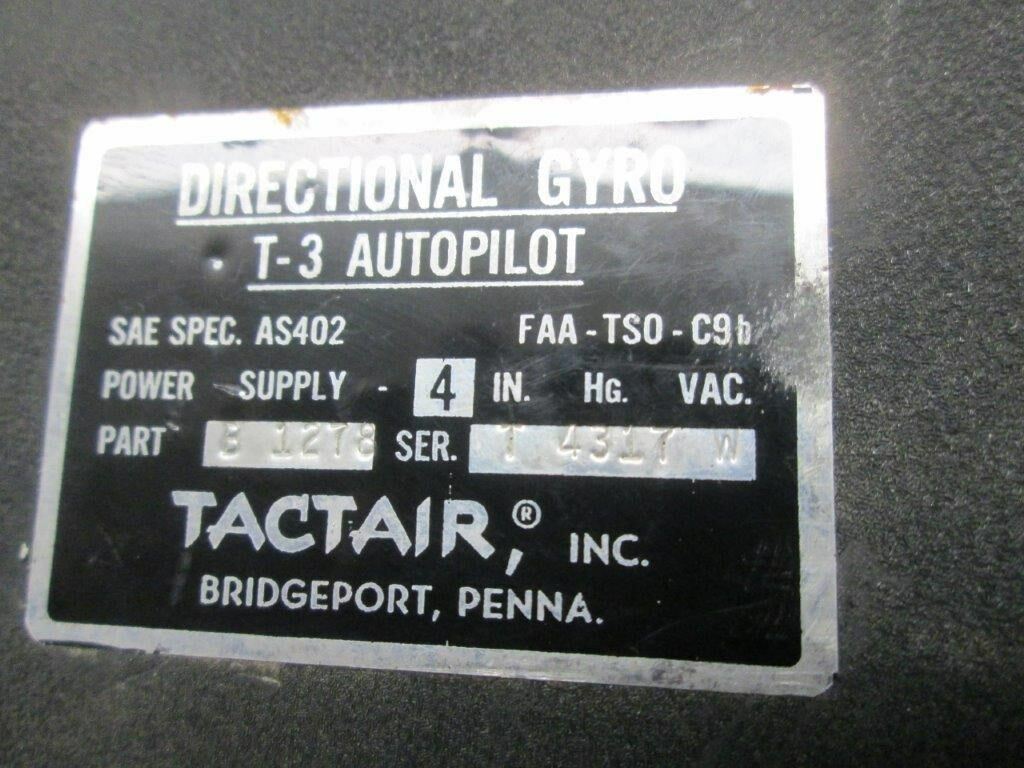 DIRECTIONAL GYRO
T-3 AUTOPILOT
SAE SPEC. AS402 FAA-TSO-C9b
POWER SUPPLY - 4 IN. Hg. VAC.
PART B 1278 SER. T 4317 W
TACTAIR,® INC.
BRIDGEPORT, PENNA.